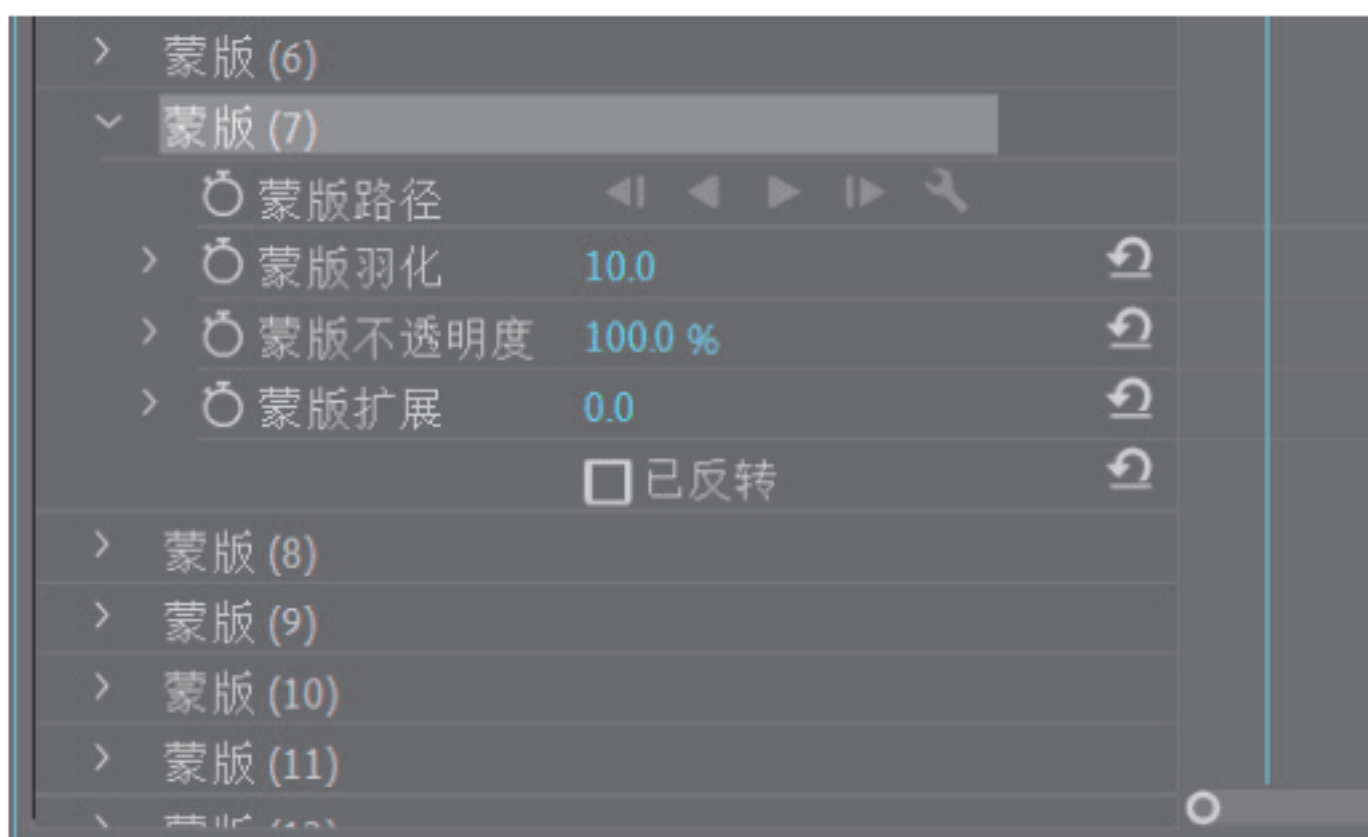 蒙版 (6)
蒙版 (7)
蒙版路径
蒙版羽化 10.0
蒙版不透明度 100.0 %
蒙版扩展 0.0
已反转
蒙版 (8)
蒙版 (9)
蒙版 (10)
蒙版 (11)